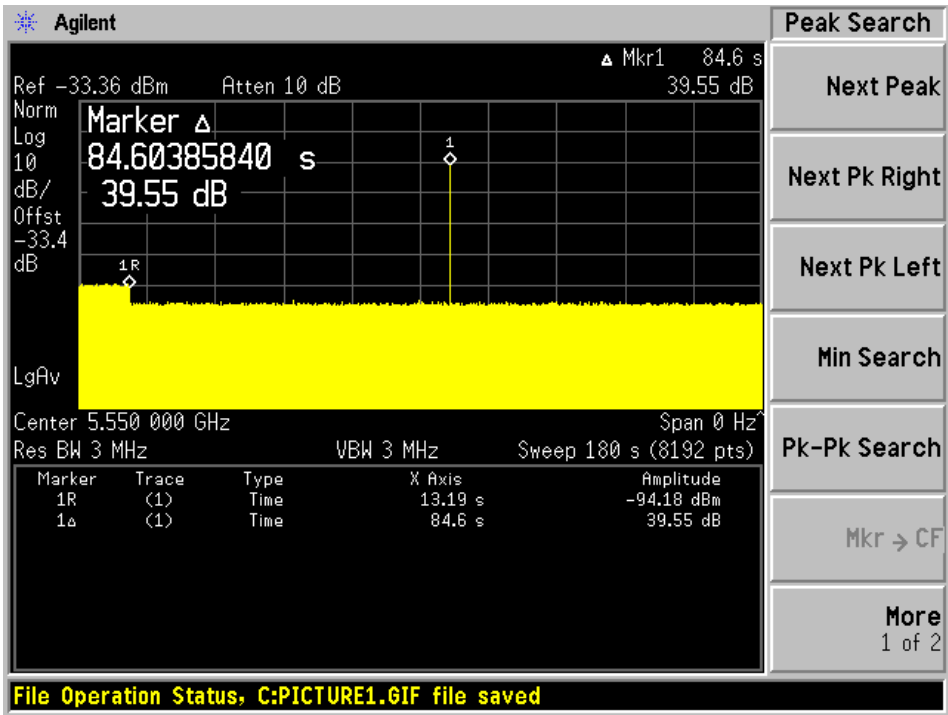 Agilent
Peak Search
Δ Mkr1 84.6 s
Ref -33.36 dBm Atten 10 dB 39.55 dB
Norm
Log
10
dB/
Offst
-33.4
dB
LgAv
Marker Δ
84.60385840 s
39.55 dB
1
1R
Center 5.550 000 GHz Span 0 Hz^
Res BW 3 MHz VBW 3 MHz Sweep 180 s (8192 pts)
Marker Trace Type X Axis Amplitude
1R (1) Time 13.19 s -94.18 dBm
1Δ (1) Time 84.6 s 39.55 dB
Next Peak
Next Pk Right
Next Pk Left
Min Search
Pk-Pk Search
Mkr → CF
More
1 of 2
File Operation Status, C:PICTURE1.GIF file saved